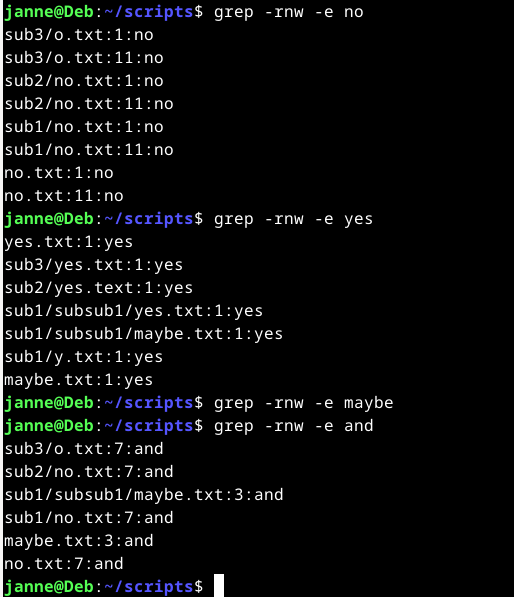 janne@Deb:~/scripts$ grep -rnw -e no
sub3/o.txt:1:no
sub3/o.txt:11:no
sub2/no.txt:1:no
sub2/no.txt:11:no
sub1/no.txt:1:no
sub1/no.txt:11:no
no.txt:1:no
no.txt:11:no
janne@Deb:~/scripts$ grep -rnw -e yes
yes.txt:1:yes
sub3/yes.txt:1:yes
sub2/yes.text:1:yes
sub1/subsub1/yes.txt:1:yes
sub1/subsub1/maybe.txt:1:yes
sub1/y.txt:1:yes
maybe.txt:1:yes
janne@Deb:~/scripts$ grep -rnw -e maybe
janne@Deb:~/scripts$ grep -rnw -e and
sub3/o.txt:7:and
sub2/no.txt:7:and
sub1/subsub1/maybe.txt:3:and
sub1/no.txt:7:and
maybe.txt:3:and
no.txt:7:and
janne@Deb:~/scripts$